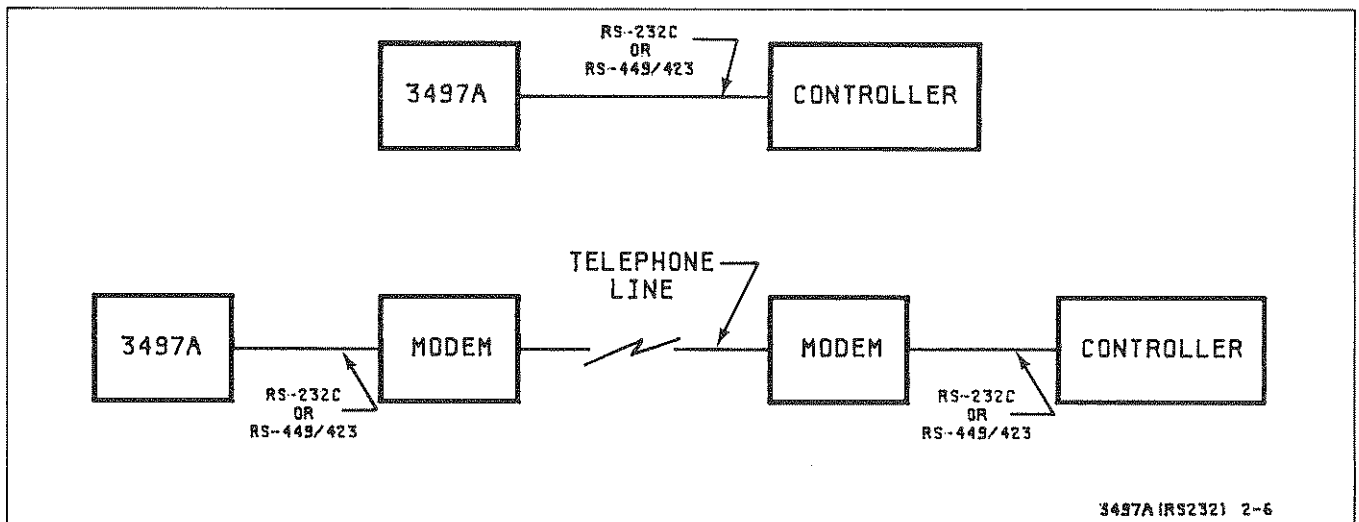 RS-232C
OR
RS-449/423
3497A
CONTROLLER
TELEPHONE
LINE
3497A
MODEM
MODEM
CONTROLLER
RS-232C
OR
RS-449/423
RS-232C
OR
RS-449/423
3497A (RS232) 2-6